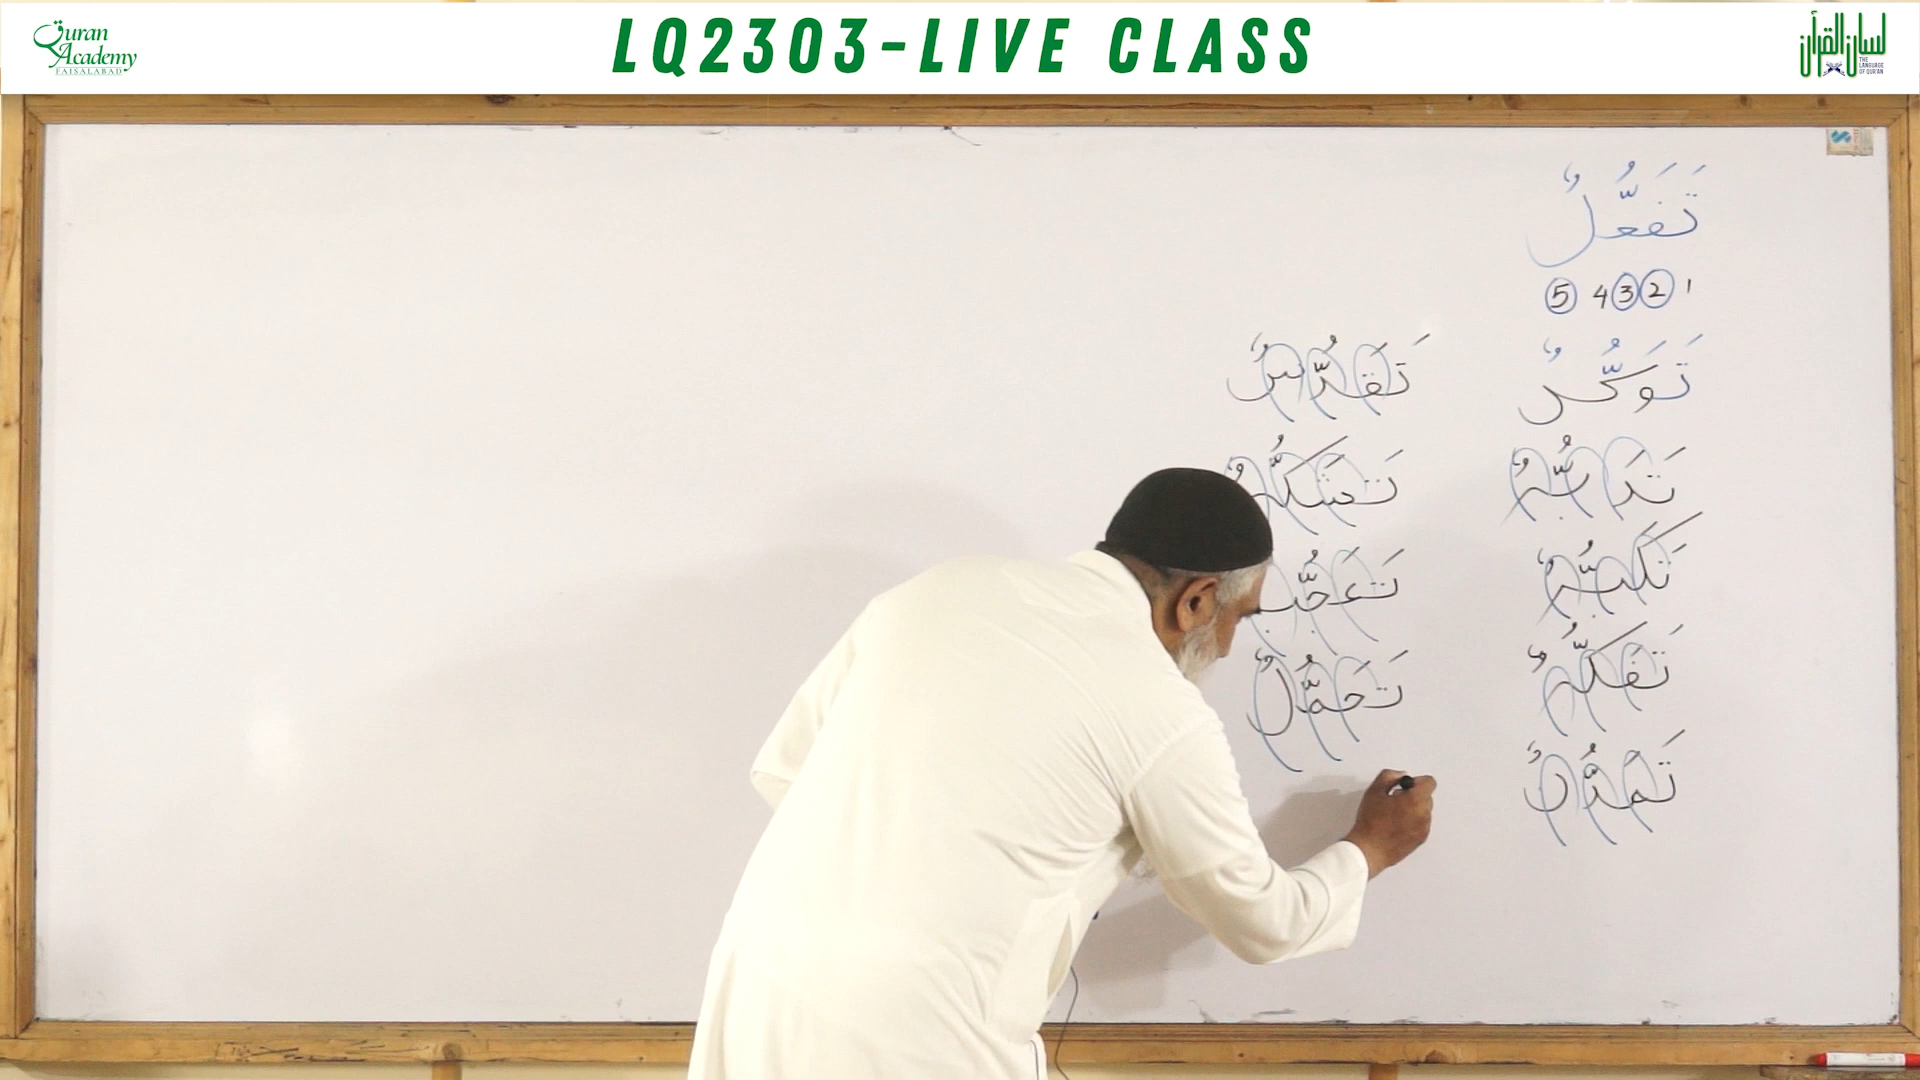 Quran
Academy
FAISALABAD
LQ2303-LIVE CLASS
لسان القرآن
THE
LANGUAGE
OF QUR'AN
تَفَعُّلٌ
5 4 3 2 1
تَوَكُّلٌ
تَدَبُّرٌ
تَكَبُّرٌ
تَفَكُّرٌ
تَمَدُّنٌ
تَقَدُّسٌ
تَشَكُّرٌ
تَعَجُّب
تَحَمُّلٌ